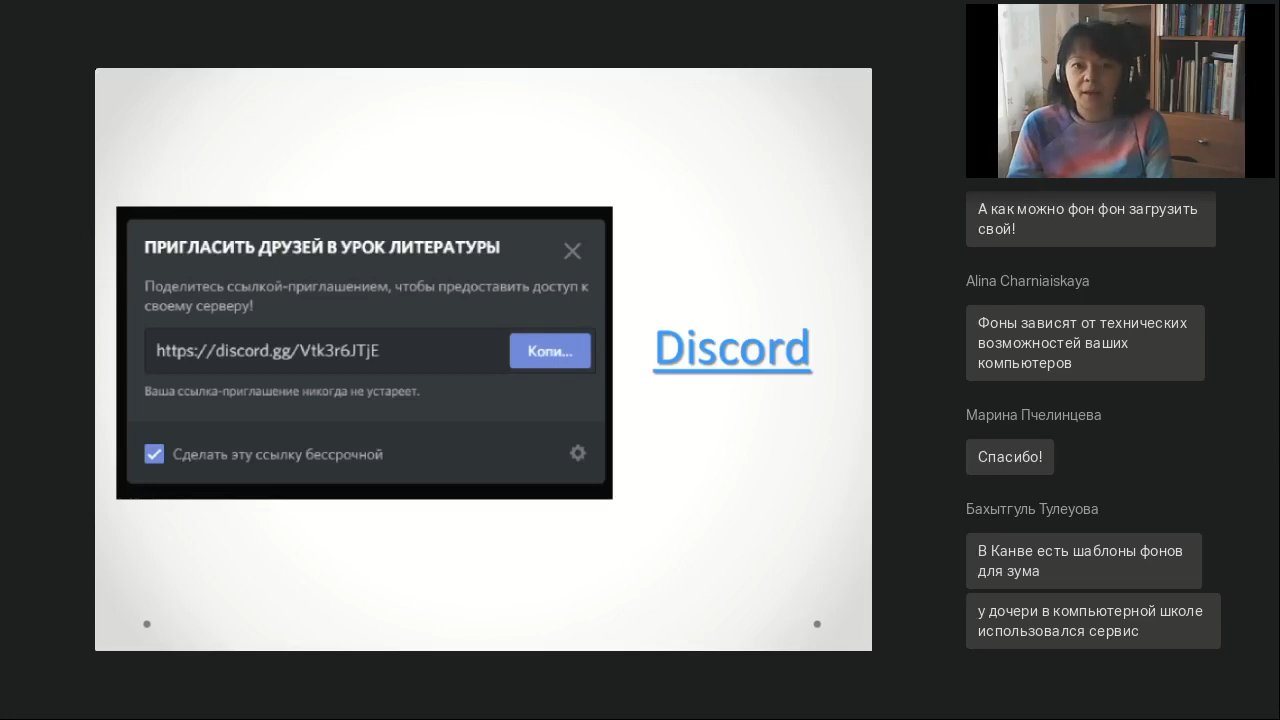 ПРИГЛАСИТЬ ДРУЗЕЙ В УРОК ЛИТЕРАТУРЫ
Поделитесь ссылкой-приглашением, чтобы предоставить доступ к
своему серверу!
https://discord.gg/Vtk3r6JTjE
Копи...
Ваша ссылка-приглашение никогда не устареет.
Сделать эту ссылку бессрочной
Discord
А как можно фон фон загрузить
свой!
Alina Charniaiskaya
Фоны зависят от технических
возможностей ваших
компьютеров
Марина Пчелинцева
Спасибо!
Бахытгуль Тулеуова
В Канве есть шаблоны фонов
для зума
у дочери в компьютерной школе
использовался сервис